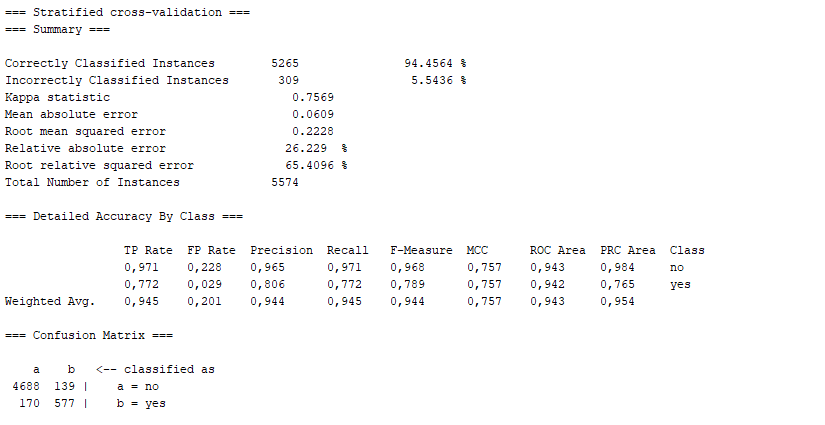 === Stratified cross-validation ===
=== Summary ===
Correctly Classified Instances 5265 94.4564 %
Incorrectly Classified Instances 309 5.5436 %
Kappa statistic 0.7569
Mean absolute error 0.0609
Root mean squared error 0.2228
Relative absolute error 26.229 %
Root relative squared error 65.4096 %
Total Number of Instances 5574
=== Detailed Accuracy By Class ===
TP Rate FP Rate Precision Recall F-Measure MCC ROC Area PRC Area Class
0,971 0,228 0,965 0,971 0,968 0,757 0,943 0,984 no
0,772 0,029 0,806 0,772 0,789 0,757 0,942 0,765 yes
Weighted Avg. 0,945 0,201 0,944 0,945 0,944 0,757 0,943 0,954
=== Confusion Matrix ===
a b <-- classified as
4688 139 | a = no
170 577 | b = yes